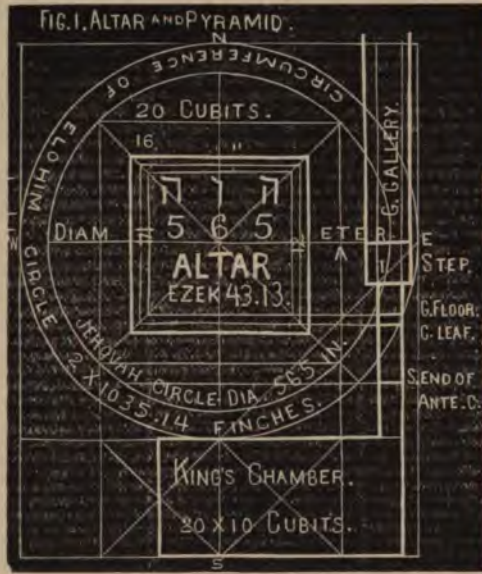 FIG. 1. ALTAR AND PYRAMID.
N
CIRCUMFERENCE OF ELOHIM CIRCLE 2 X 1035.14 F INCHES.
20 CUBITS.
16.
G. GALLERY.
ה ו ה
5 6 5
W
DIAM
ETER
E
1
STEP.
ALTAR
EZEK 43.13.
12
G. FLOOR.
G. LEAF.
JEHOVAH CIRCLE DIA. 565 IN.
S. END OF
ANTE. C.
KING'S CHAMBER.
20 X 10 CUBITS.
S